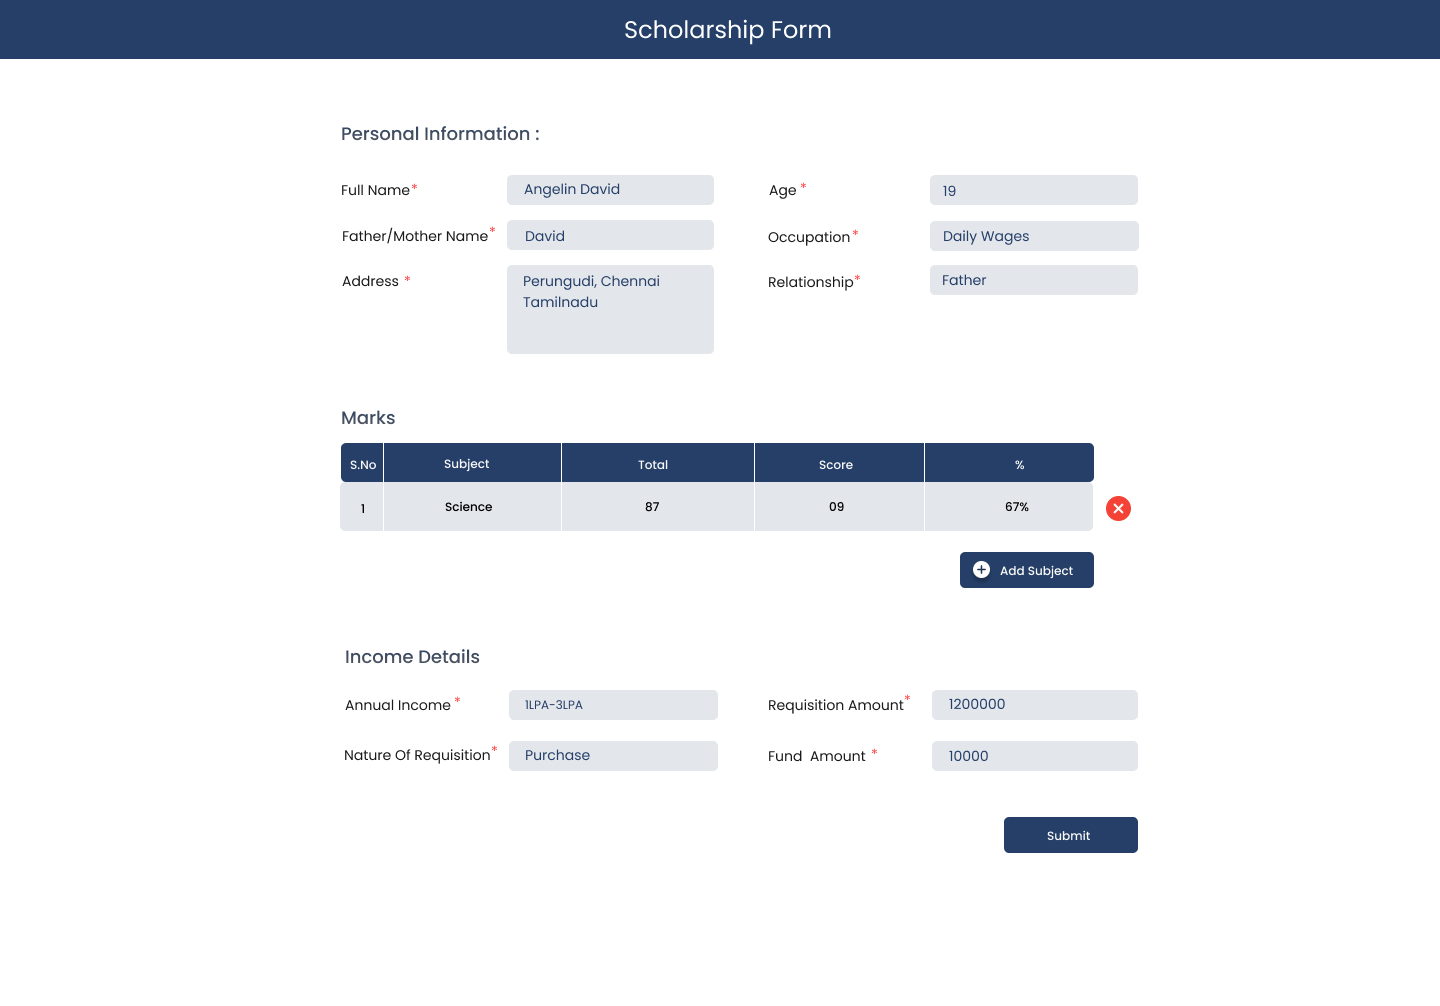 Scholarship Form
Personal Information :
Full Name* Angelin David Age * 19
Father/Mother Name* David Occupation* Daily Wages
Address * Perungudi, Chennai Relationship* Father
Tamilnadu
Marks
S.No Subject Total Score %
1 Science 87 09 67%
Add Subject
Income Details
Annual Income * 1LPA-3LPA Requisition Amount* 1200000
Nature Of Requisition* Purchase Fund Amount * 10000
Submit